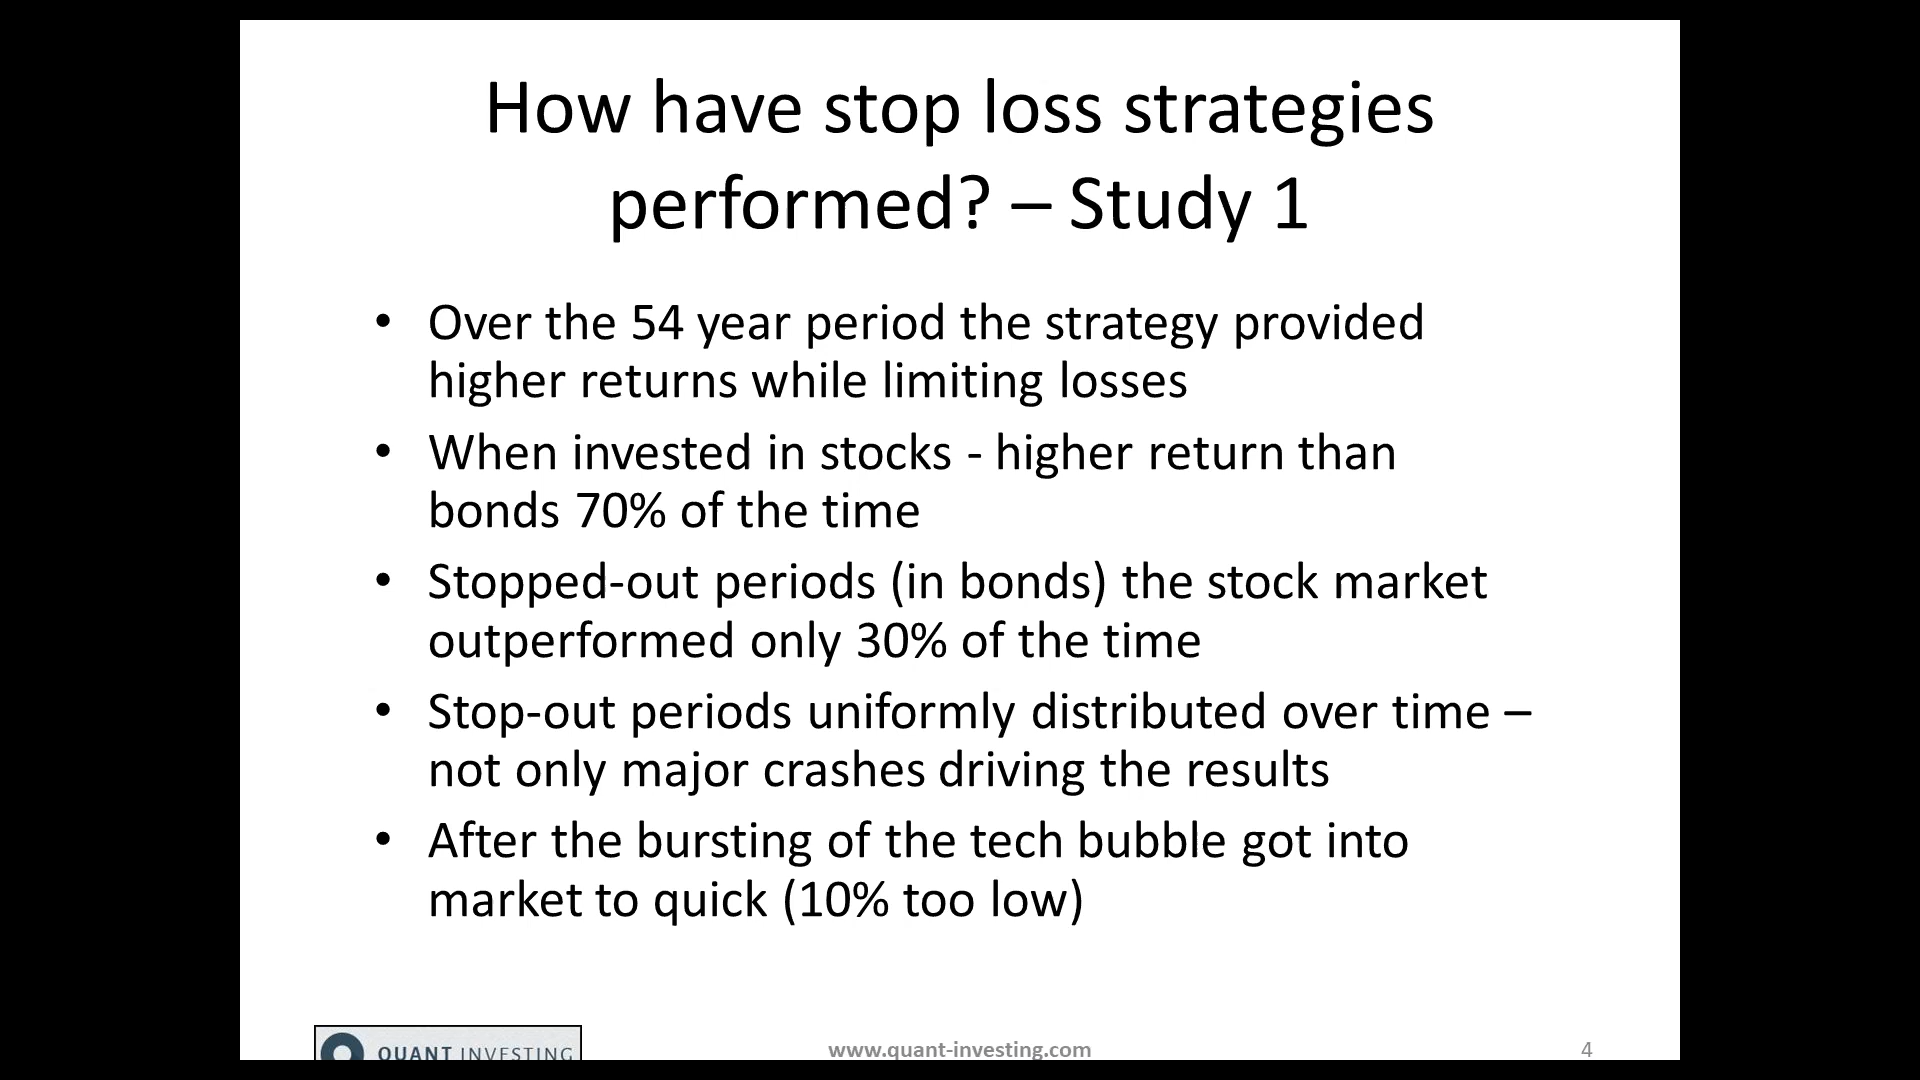 How have stop loss strategies
performed? – Study 1
• Over the 54 year period the strategy provided
higher returns while limiting losses
• When invested in stocks - higher return than
bonds 70% of the time
• Stopped-out periods (in bonds) the stock market
outperformed only 30% of the time
• Stop-out periods uniformly distributed over time –
not only major crashes driving the results
• After the bursting of the tech bubble got into
market to quick (10% too low)
QUANT INVESTING
www.quant-investing.com
4